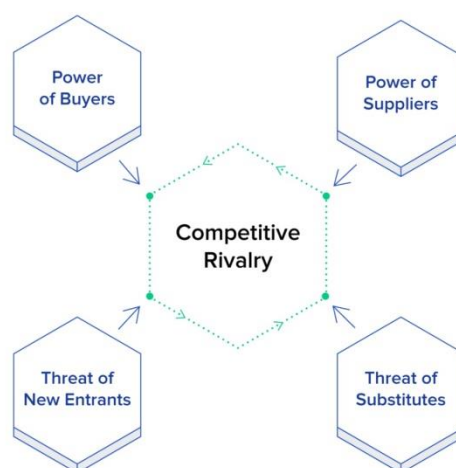 Power
of Buyers
Power of
Suppliers
Competitive
Rivalry
Threat of
New Entrants
Threat of
Substitutes